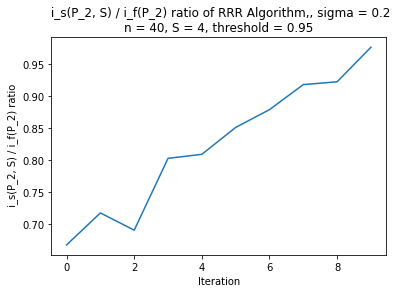 i_s(P_2, S) / i_f(P_2) ratio of RRR Algorithm,, sigma = 0.2
n = 40, S = 4, threshold = 0.95
i_s(P_2, S) / i_f(P_2) ratio
0.95
0.90
0.85
0.80
0.75
0.70
0 2 4 6 8
Iteration